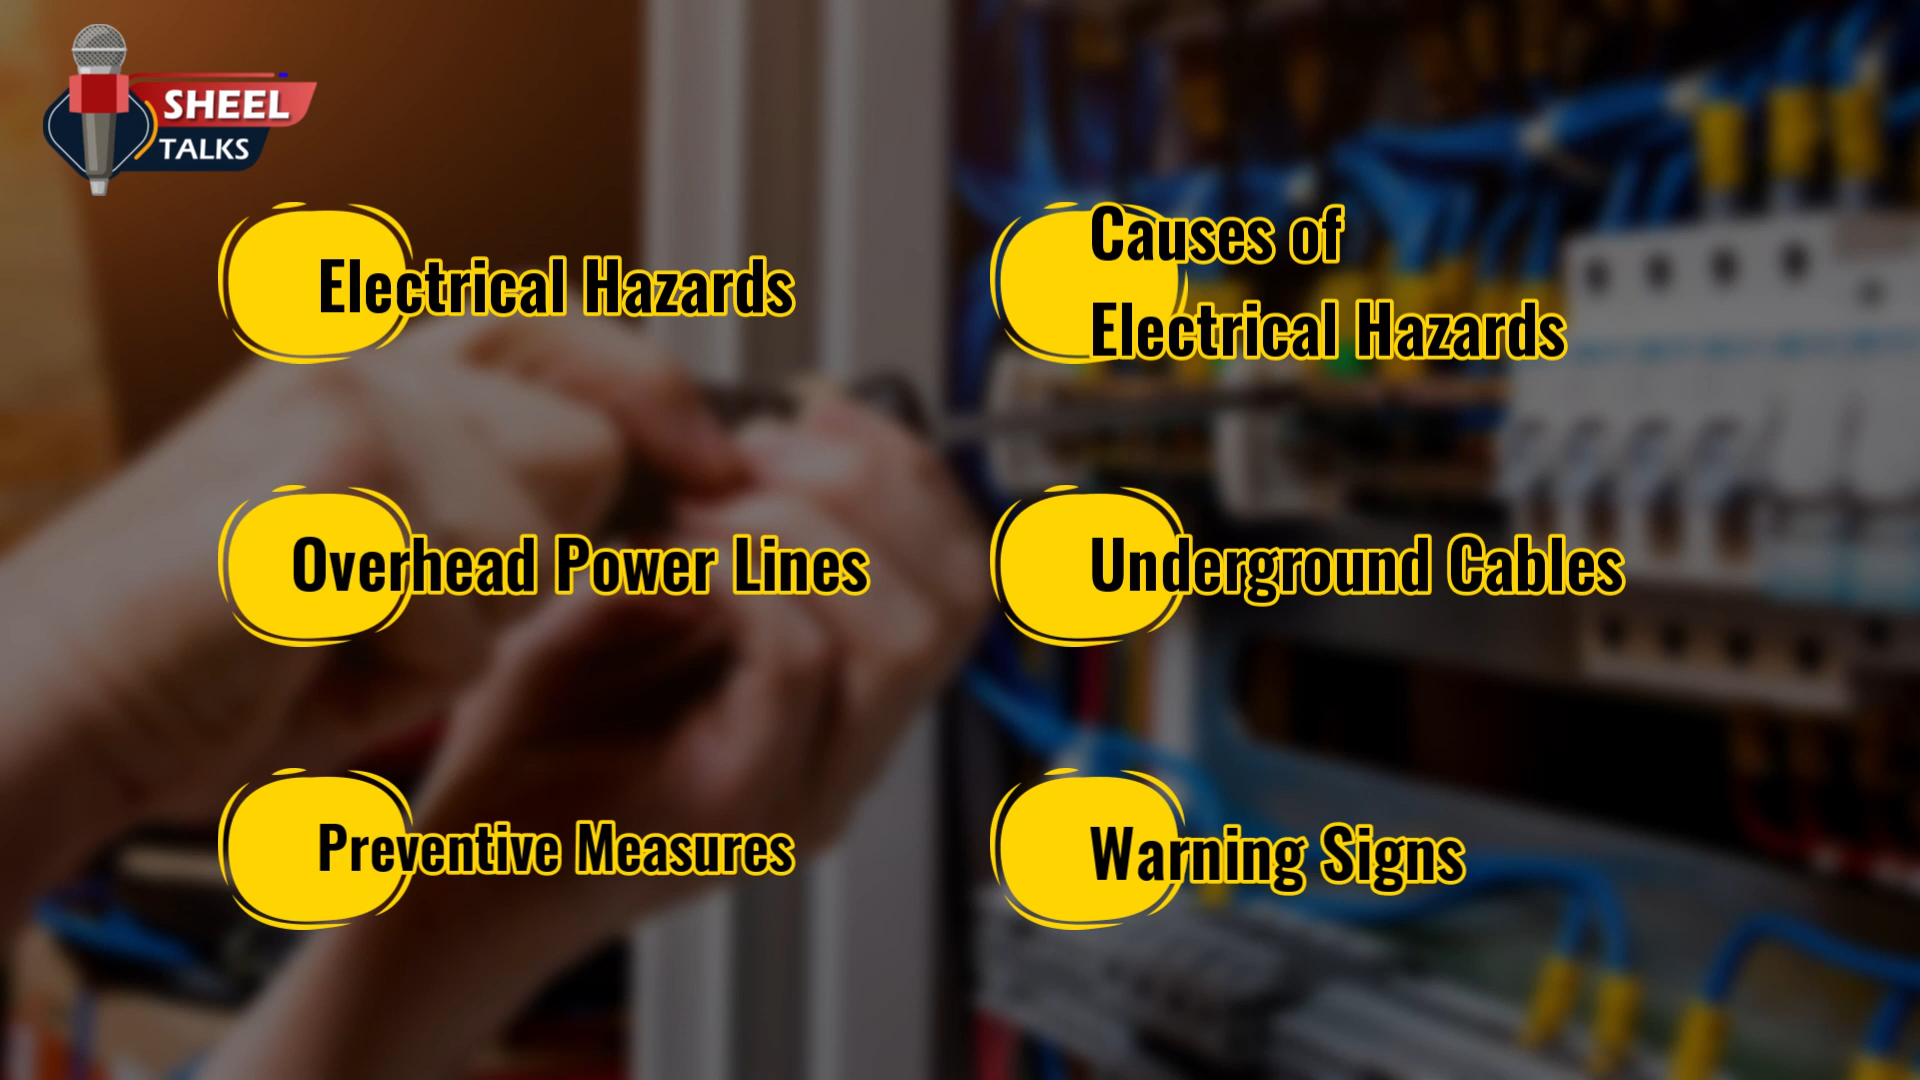 SHEEL
TALKS
Electrical Hazards
Causes of
Electrical Hazards
Overhead Power Lines
Underground Cables
Preventive Measures
Warning Signs